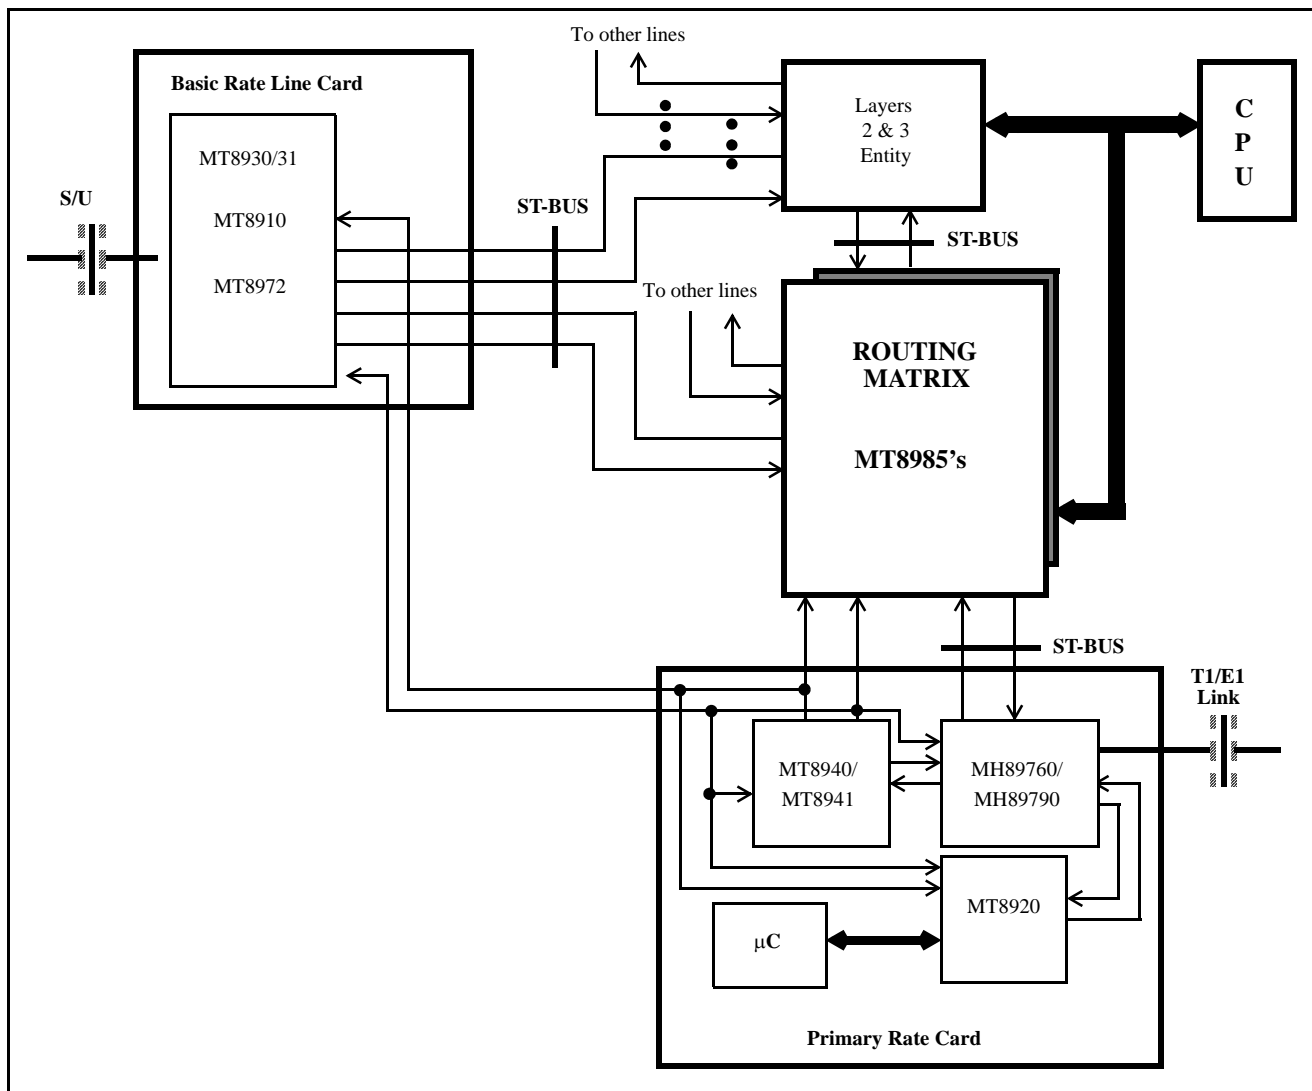 To other lines
Basic Rate Line Card
Layers
2 & 3
Entity
C
P
U
MT8930/31
MT8910
MT8972
S/U
ST-BUS
ST-BUS
To other lines
ROUTING
MATRIX
MT8985's
ST-BUS
T1/E1
Link
MT8940/
MT8941
MH89760/
MH89790
MT8920
µC
Primary Rate Card